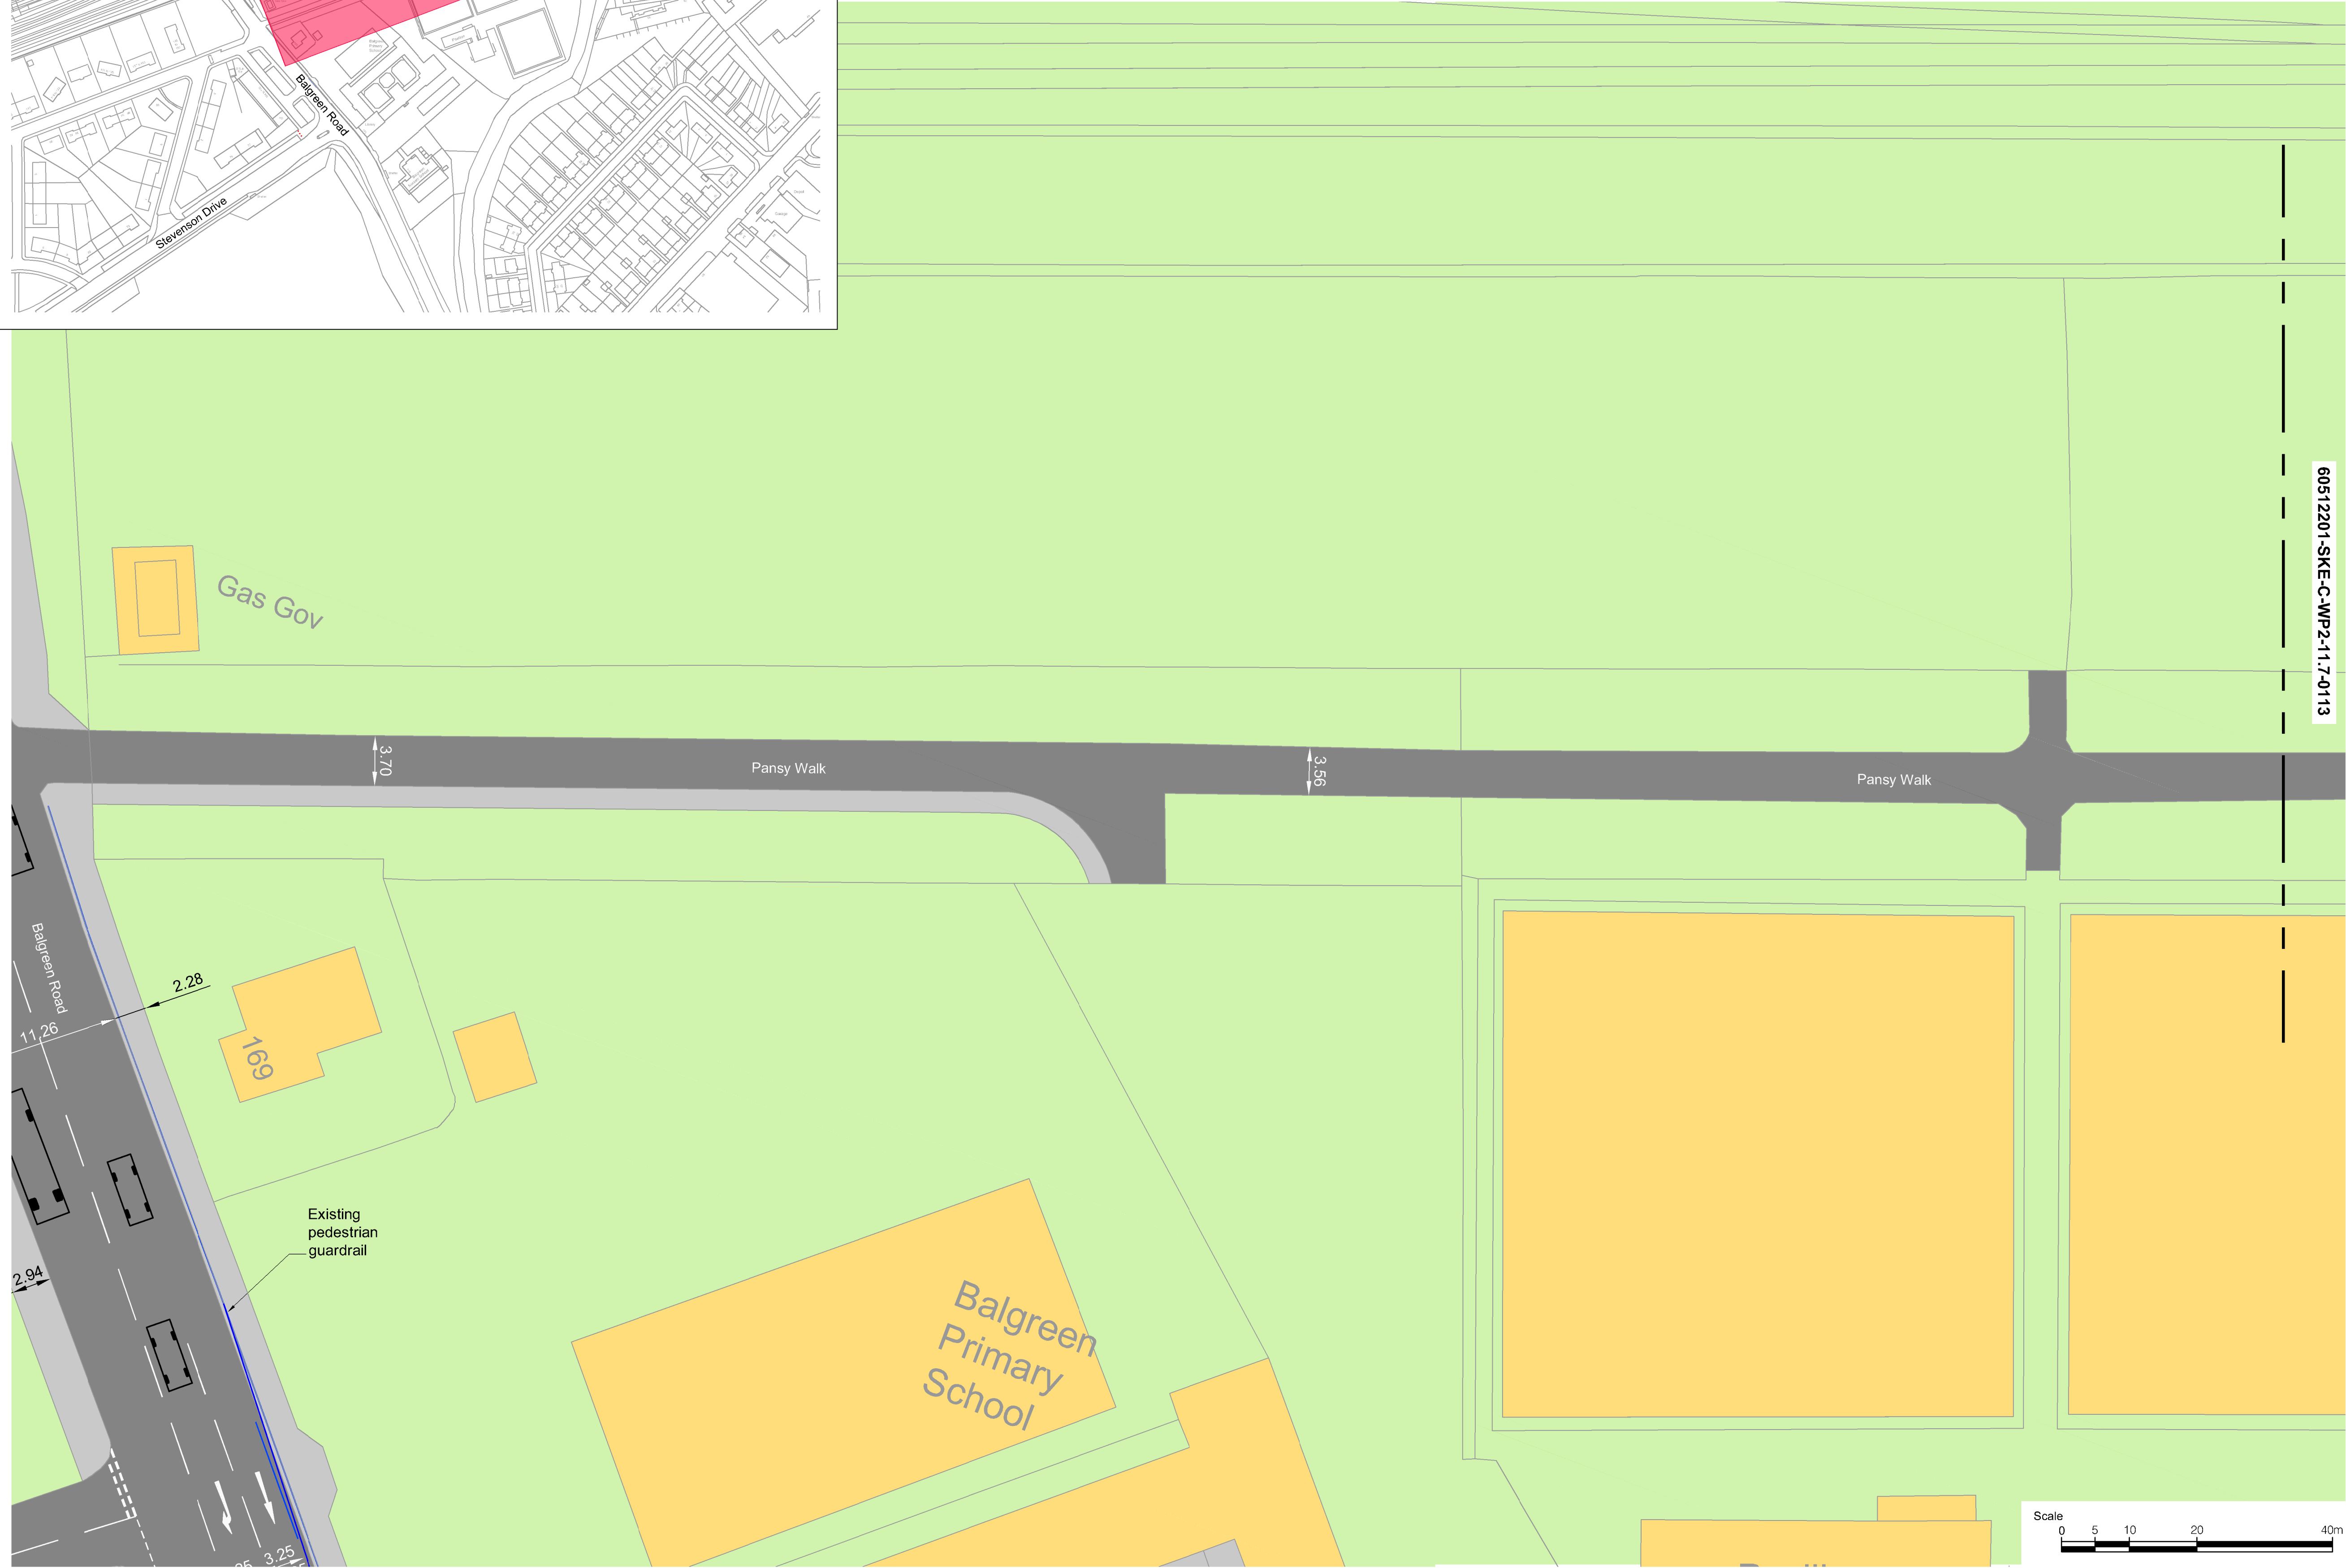 Balgreen Road
Stevenson Drive
Gas Gov
60512201-SKE-C-WP2-11.7-0113
3.70
Pansy Walk
3.56
Pansy Walk
Balgreen Road
2.28
11.26
169
Existing
pedestrian
guardrail
2.94
Balgreen
Primary
School
3.25
Scale
0 5 10 20 40m